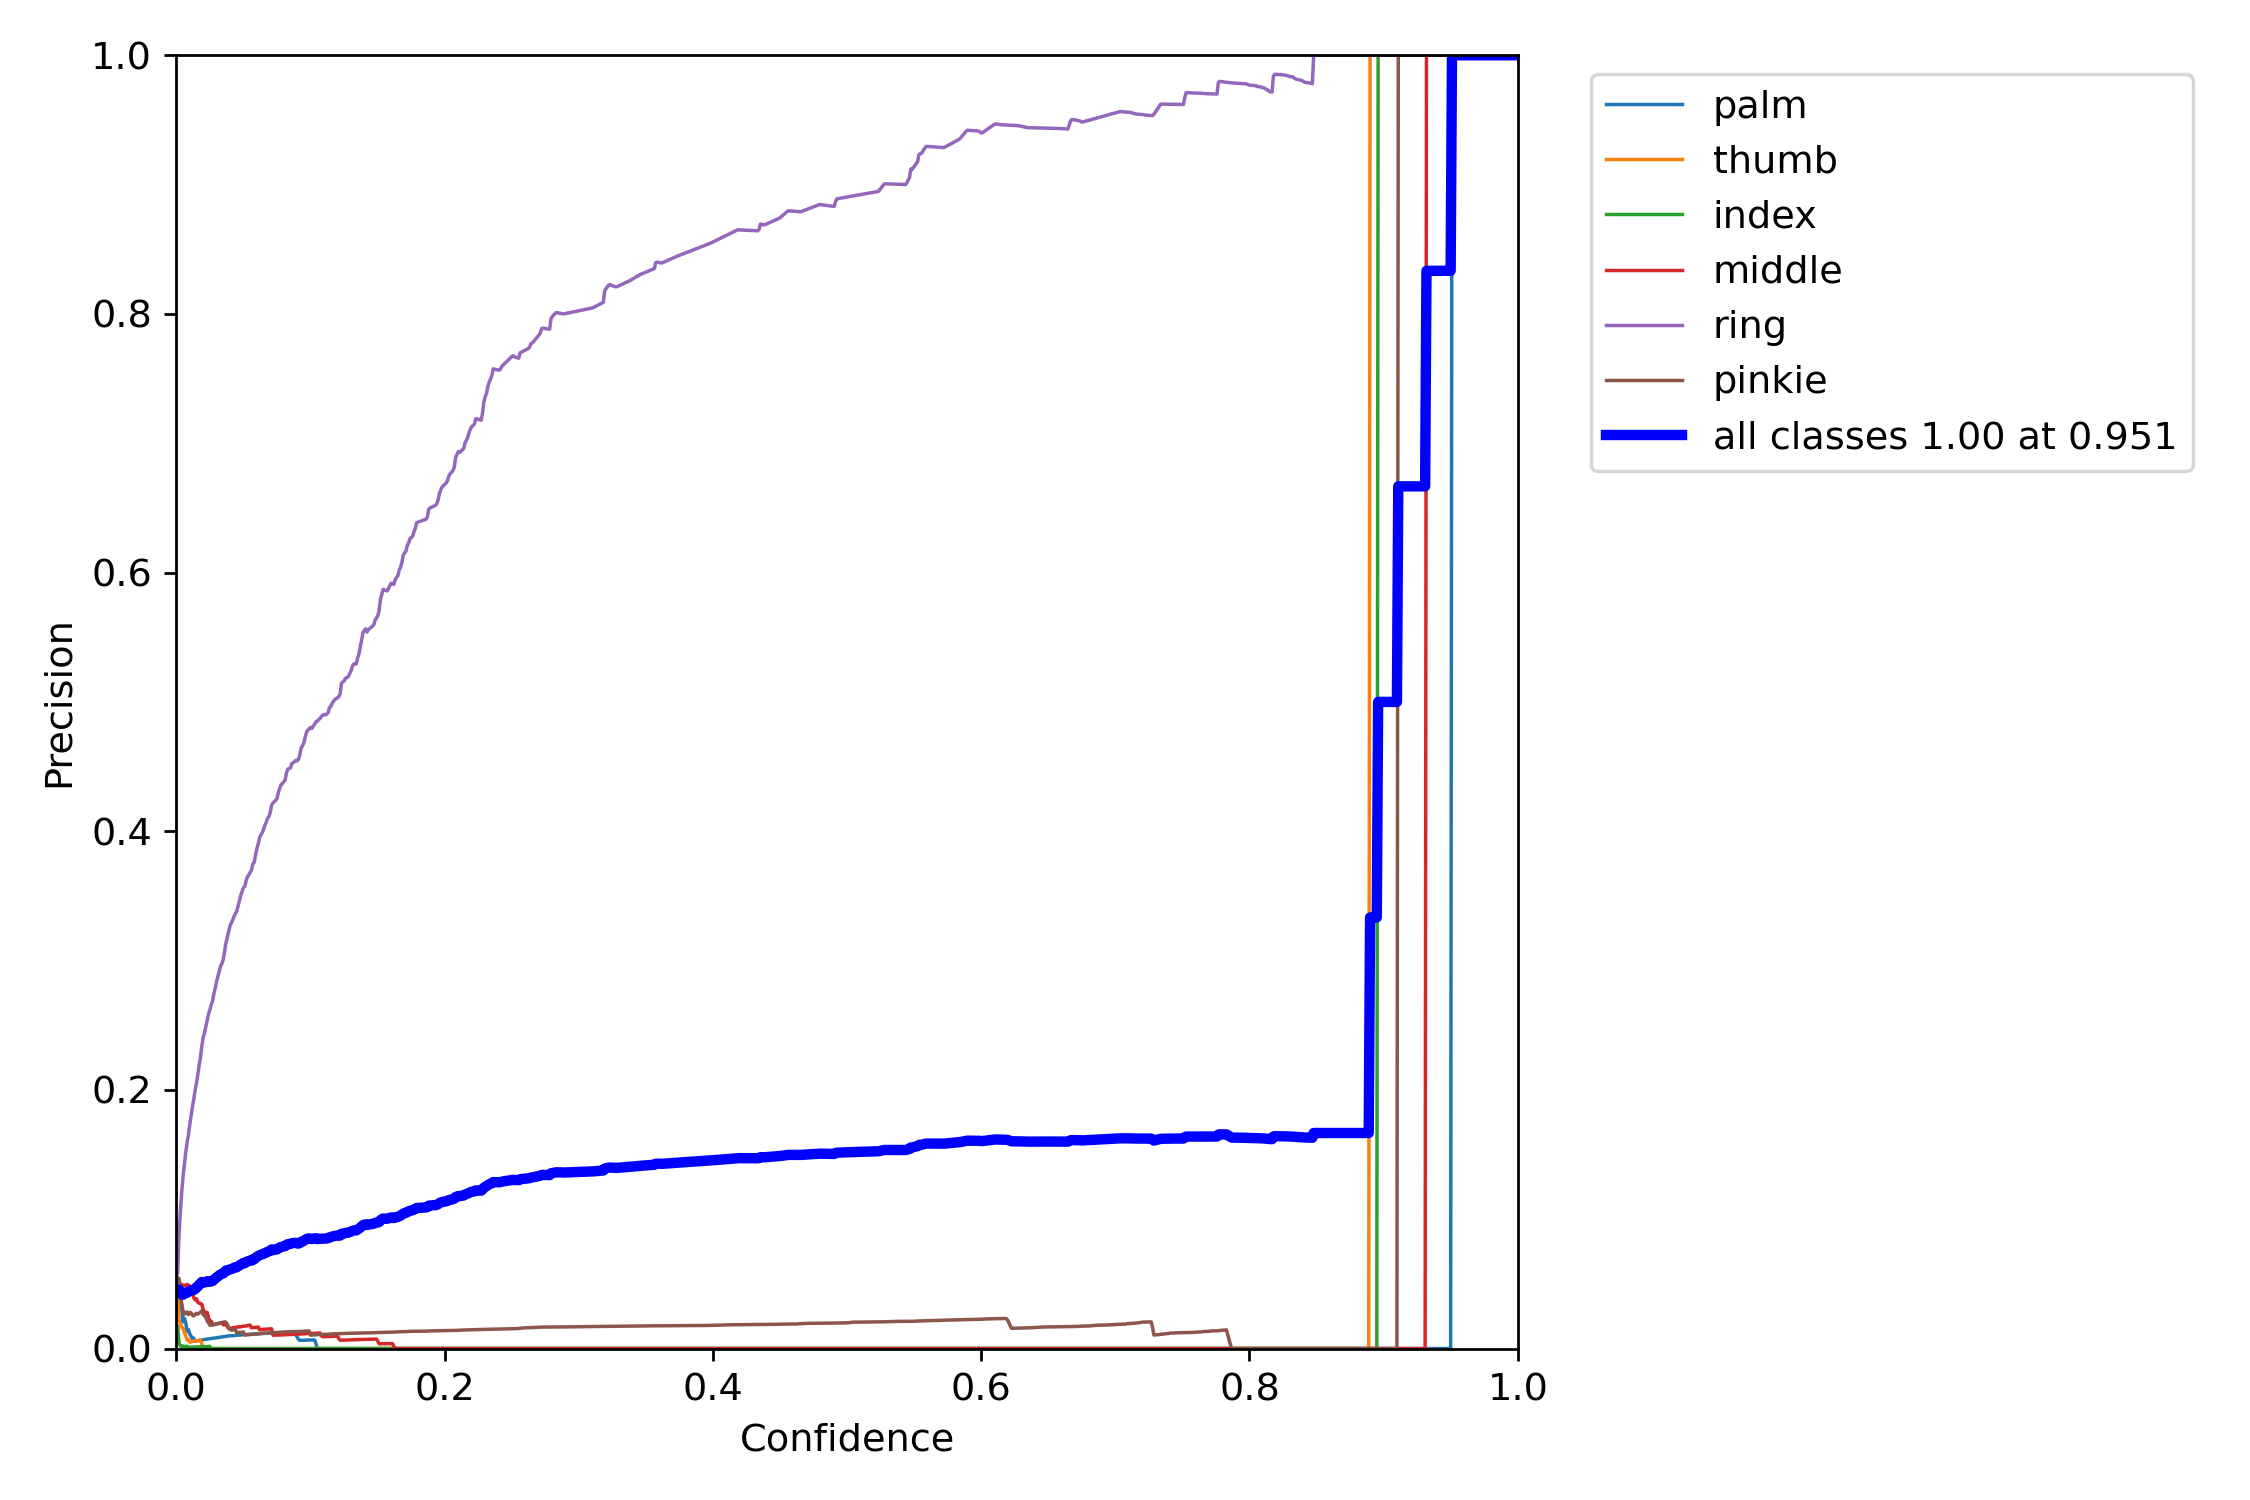 1.0
0.8
0.6
0.4
0.2
0.0
Precision
0.0 0.2 0.4 0.6 0.8 1.0
Confidence
palm
thumb
index
middle
ring
pinkie
all classes 1.00 at 0.951